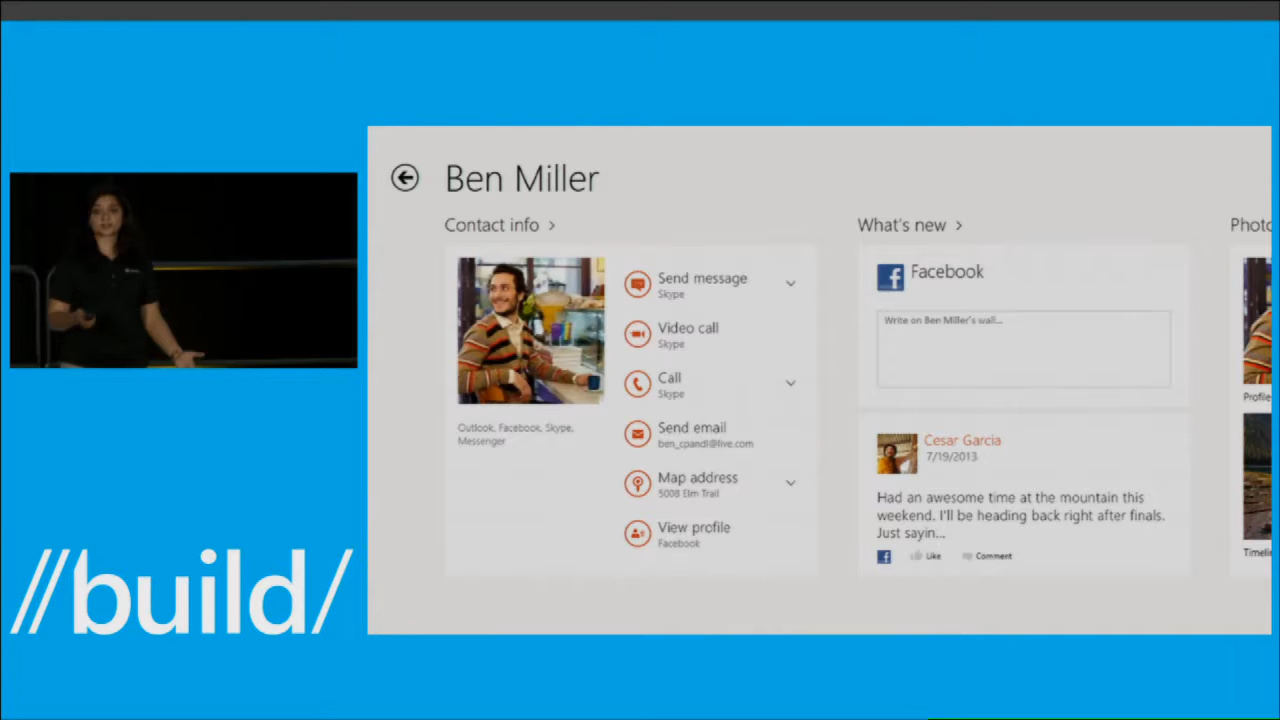 Ben Miller
Contact info >
What's new >
Photo
Send message
Skype
Video call
Skype
Call
Skype
Send email
ben_cpandl@live.com
Map address
5008 Elm Trail
View profile
Facebook
Outlook, Facebook, Skype,
Messenger
Facebook
Write on Ben Miller's wall...
Cesar Garcia
7/19/2013
Had an awesome time at the mountain this
weekend. I'll be heading back right after finals.
Just sayin...
Like
Comment
Profile
Timelin
//build/